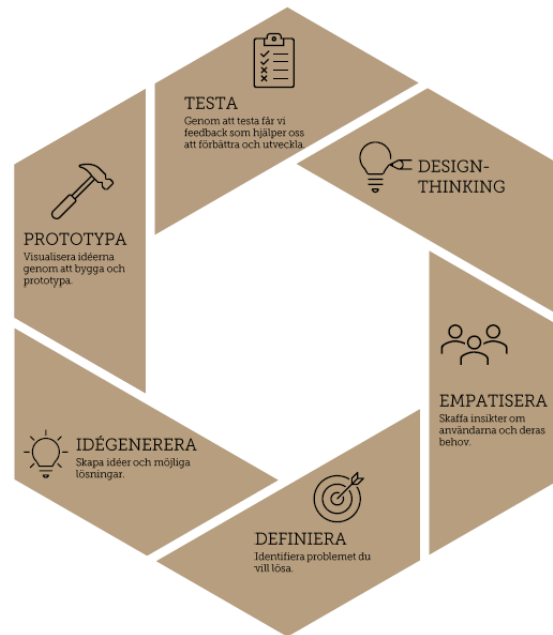 TESTA
Genom att testa får vi
feedback som hjälper oss
att förbättra och utveckla.
DESIGN-
THINKING
PROTOTYPA
Visualisera idéerna
genom att bygga och
prototypa.
EMPATISERA
Skaffa insikter om
användarna och deras
behov.
IDÉGENERERA
Skapa idéer och möjliga
lösningar.
DEFINIERA
Identifiera problemet du
vill lösa.